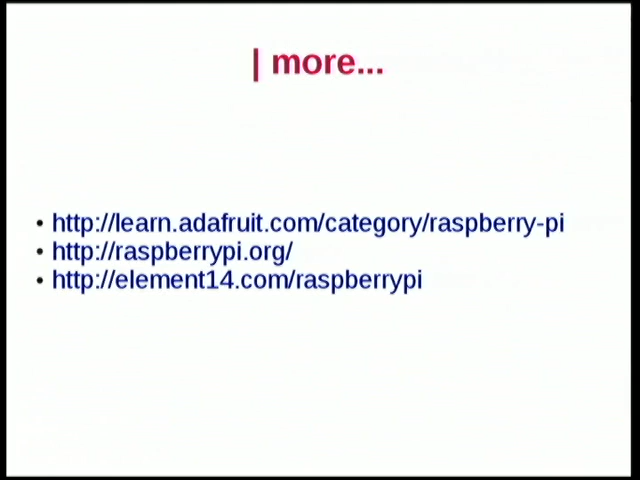 | more...
• http://learn.adafruit.com/category/raspberry-pi
• http://raspberrypi.org/
• http://element14.com/raspberrypi